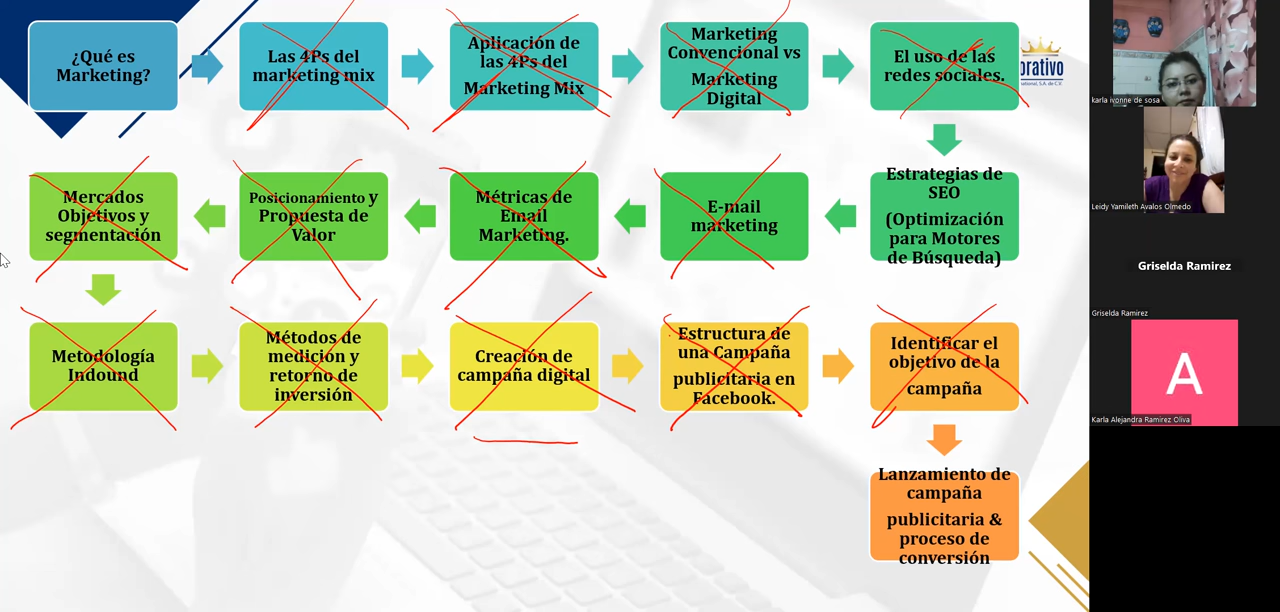 ¿Qué es
Marketing?
Las 4Ps del
marketing mix
Aplicación de
las 4Ps del
Marketing Mix
Marketing
Convencional vs
Marketing
Digital
El uso de las
redes sociales.
orativo
Estrategias de
SEO
(Optimización
para Motores
de Búsqueda)
E-mail
marketing
Métricas de
Email
Marketing.
Posicionamiento y
Propuesta de
Valor
Mercados
Objetivos y
segmentación
Metodología
Indound
Métodos de
medición y
retorno de
inversión
Creación de
campaña digital
Estructura de
una Campaña
publicitaria en
Facebook.
Identificar el
objetivo de la
campaña
Lanzamiento de
campaña
publicitaria &
proceso de
conversión
karla ivonne de sosa
Leidy Yamileth Avalos Olmedo
Griselda Ramirez
Griselda Ramirez
A
Karla Alejandra Ramirez Oliva